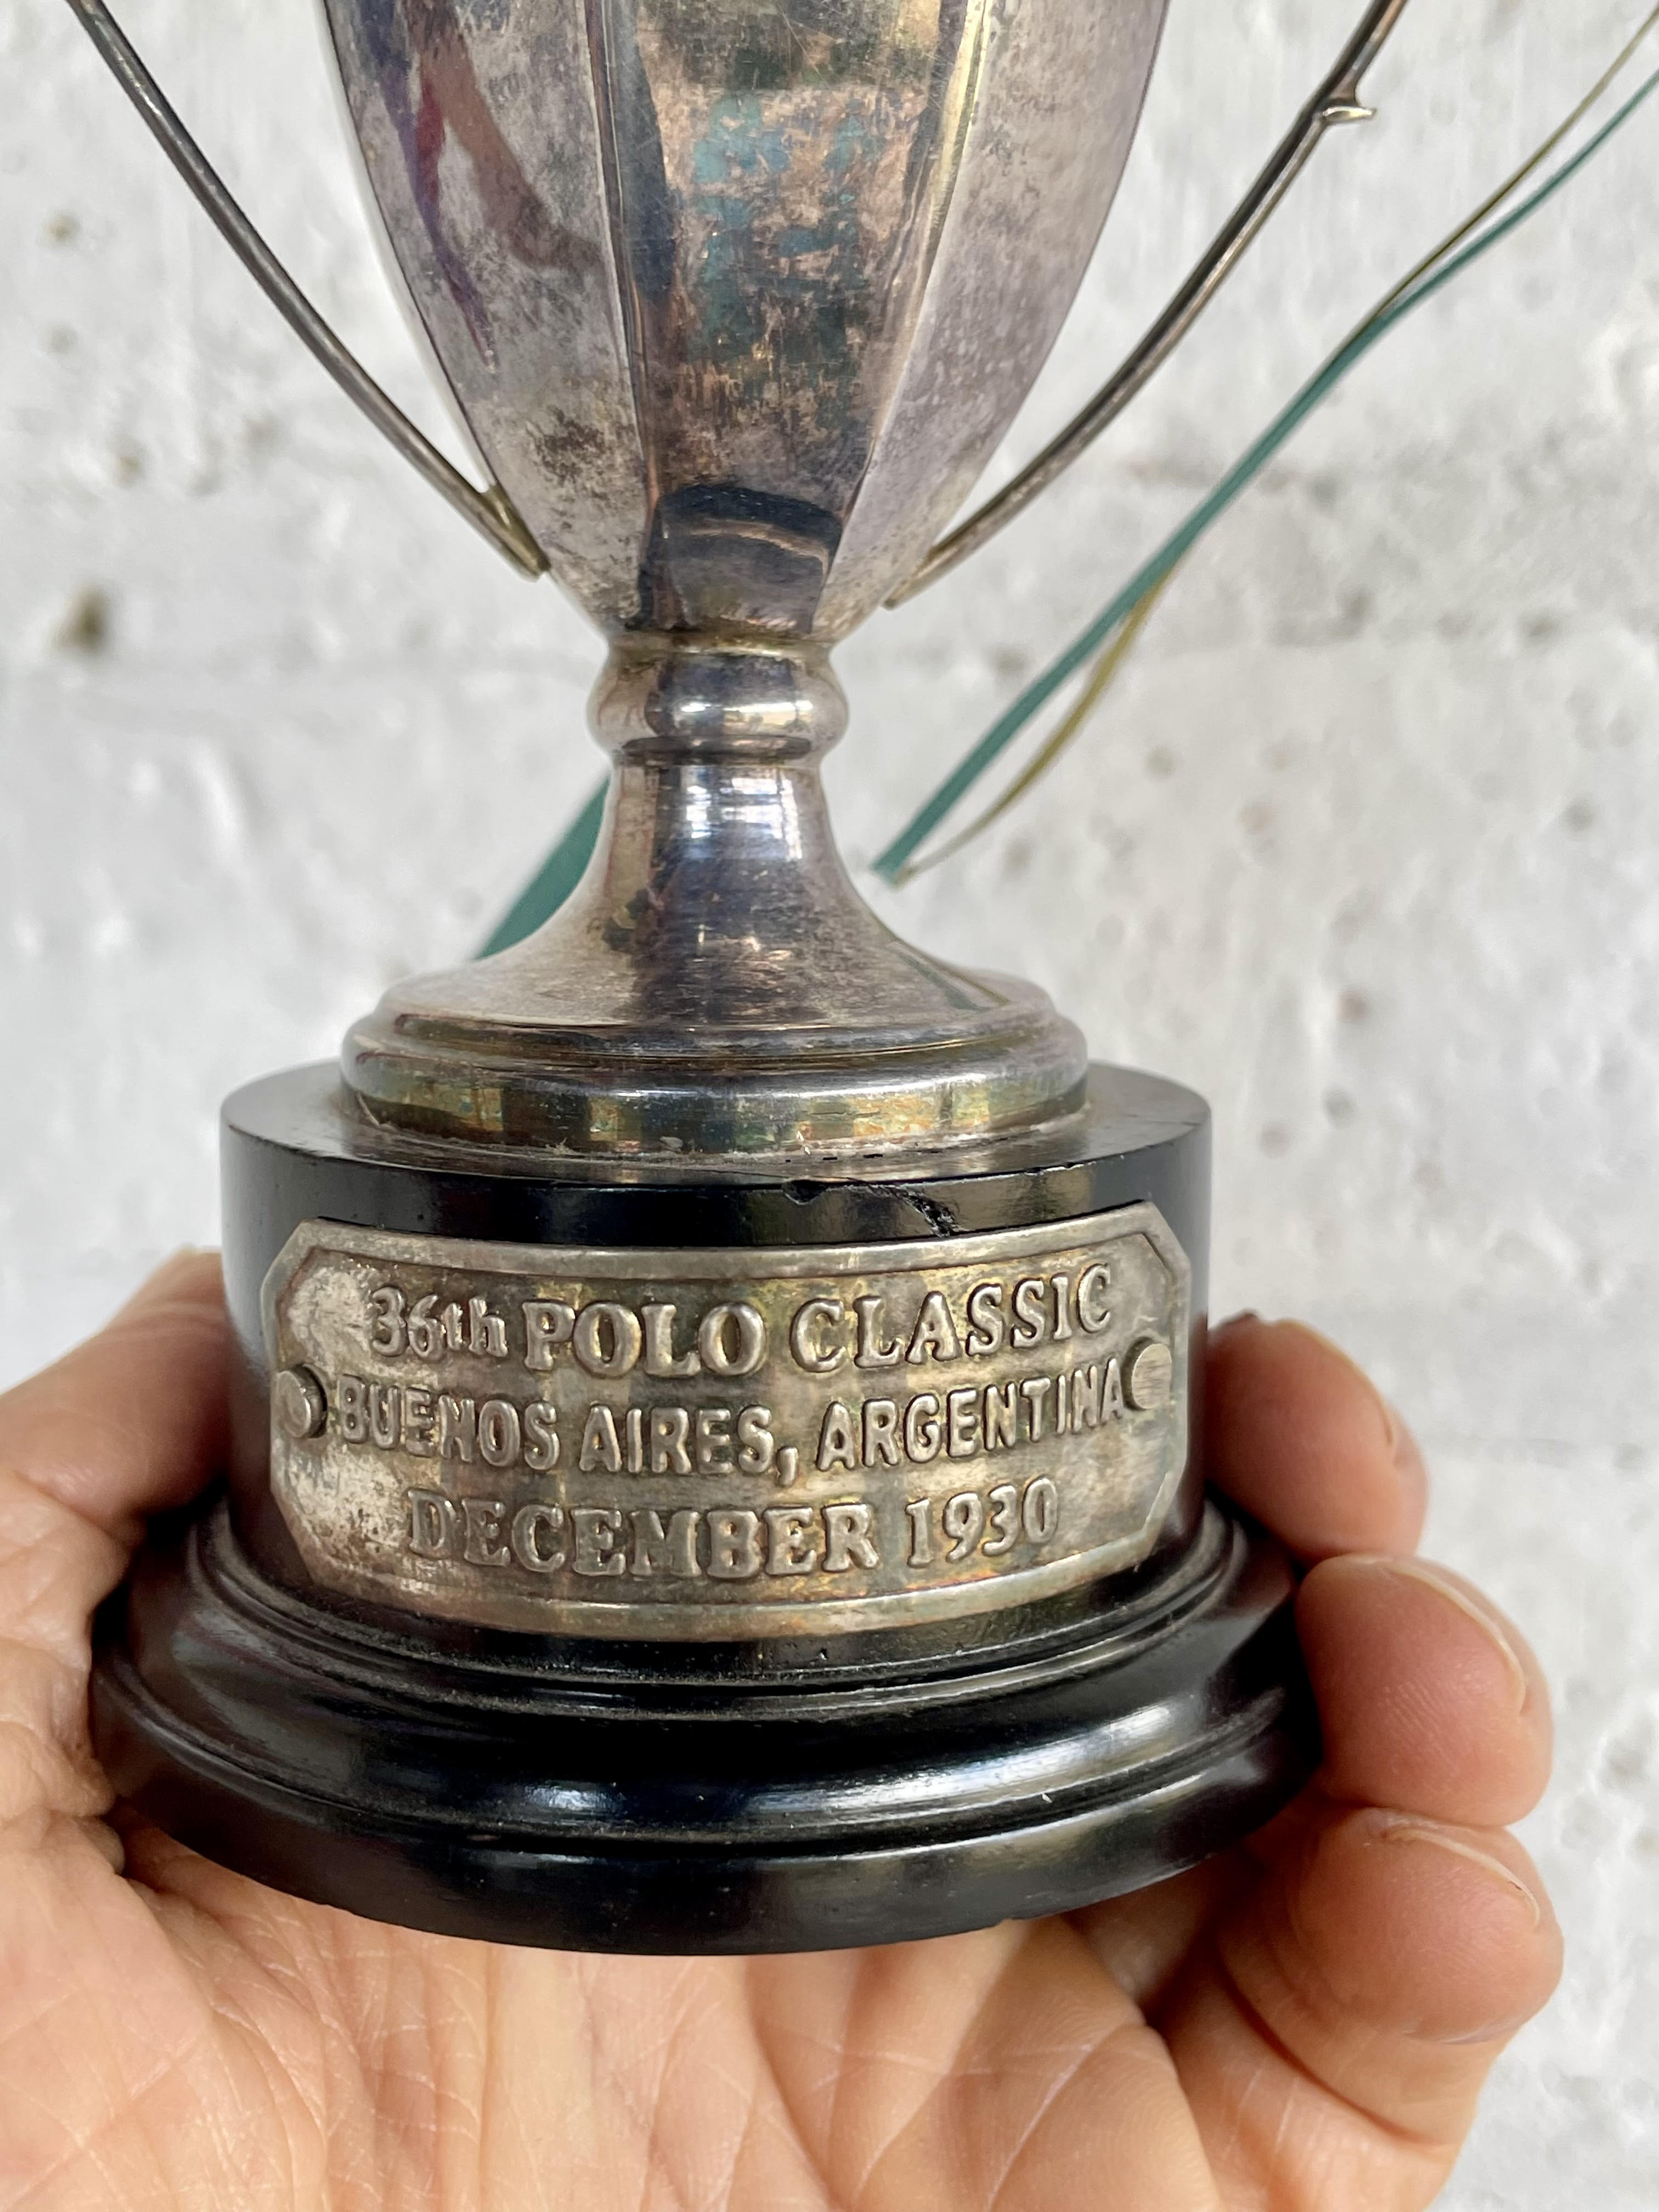 36th POLO CLASSIC
BUENOS AIRES, ARGENTINA
DECEMBER 1930